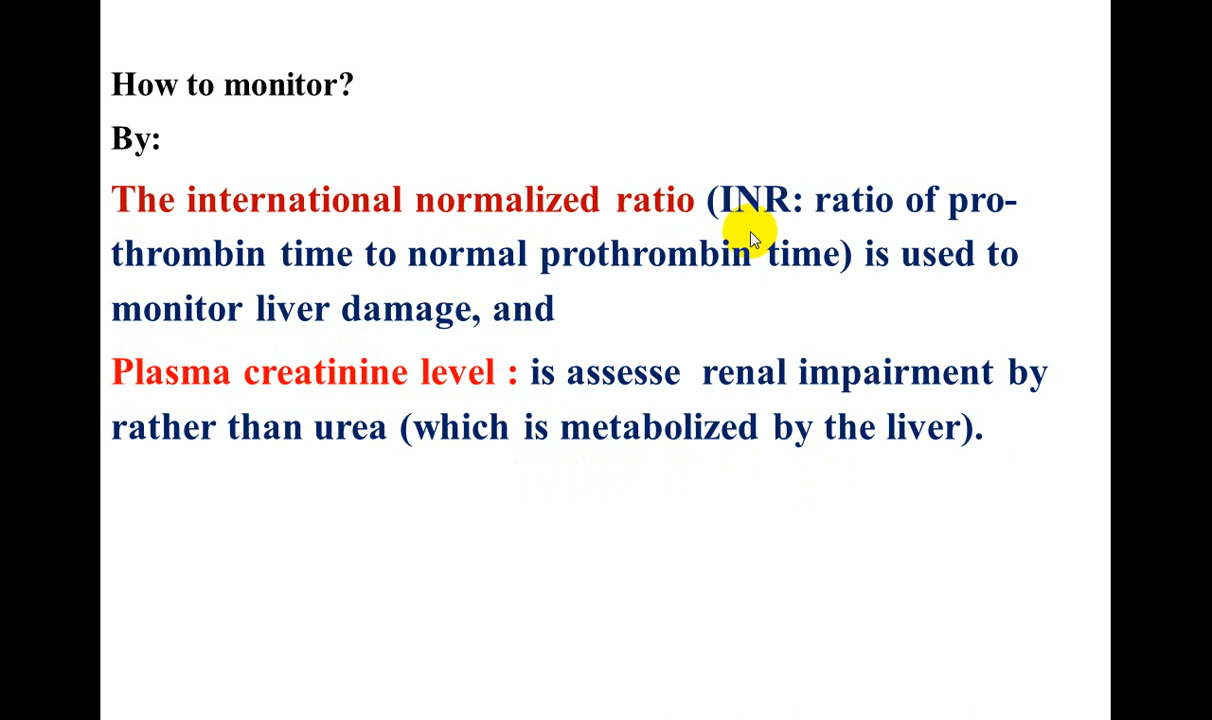 How to monitor?
By:
The international normalized ratio (INR: ratio of pro-
thrombin time to normal prothrombin time) is used to
monitor liver damage, and
Plasma creatinine level : is assesse renal impairment by
rather than urea (which is metabolized by the liver).